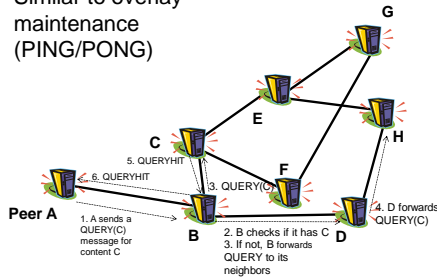 Similar to overlay
maintenance
(PING/PONG)
G
E
H
C
5. QUERYHIT
F
6. QUERYHIT
3. QUERY(C)
Peer A
4. D forwards
QUERY(C)
1. A sends a
QUERY(C)
message for
content C
B
2. B checks if it has C
3. If not, B forwards
QUERY to its
neighbors
D